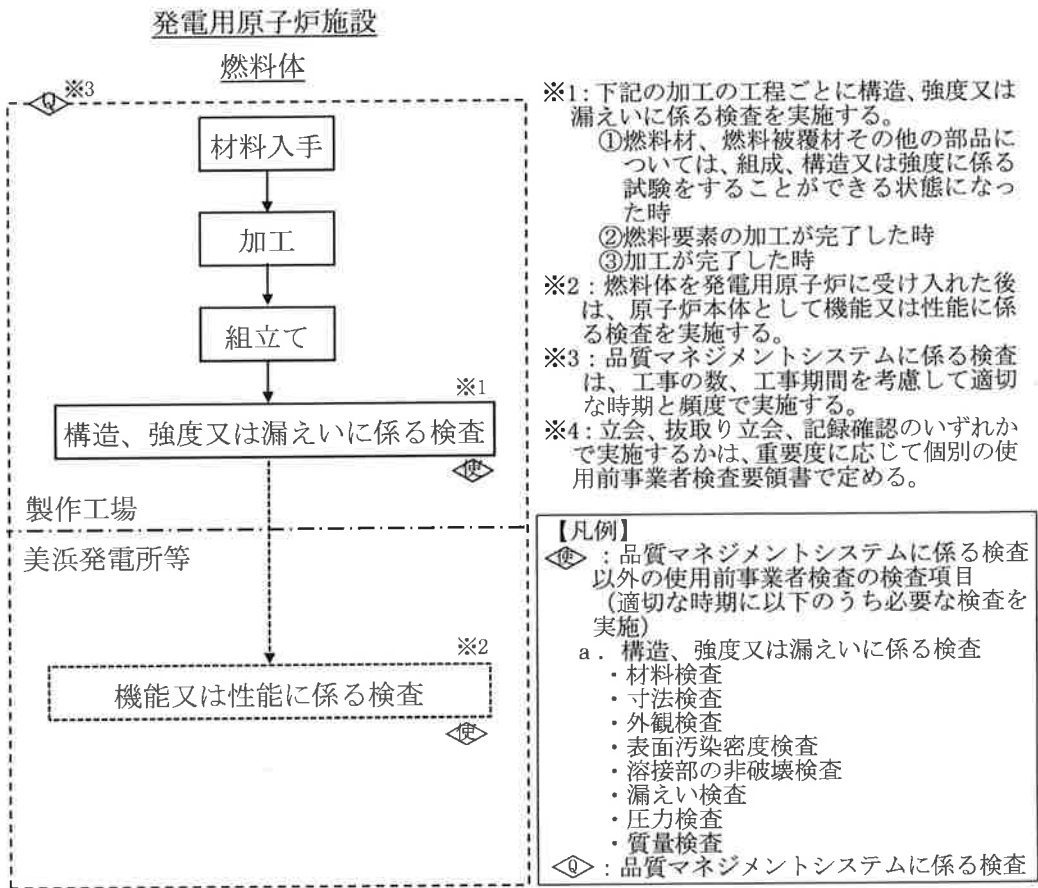 発電用原子炉施設
燃料体
Q
※3
材料入手
加工
組立て
※1
構造、強度又は漏えいに係る検査
使
製作工場
美浜発電所等
※2
機能又は性能に係る検査
使
※1：下記の加工の工程ごとに構造、強度又は
漏えいに係る検査を実施する。
①燃料材、燃料被覆材その他の部品に
ついては、組成、構造又は強度に係る
試験をすることができる状態になっ
た時
②燃料要素の加工が完了した時
③加工が完了した時
※2：燃料体を発電用原子炉に受け入れた後
は、原子炉本体として機能又は性能に係
る検査を実施する。
※3：品質マネジメントシステムに係る検査
は、工事の数、工事期間を考慮して適切
な時期と頻度で実施する。
※4：立会、抜取り立会、記録確認のいずれか
で実施するかは、重要度に応じて個別の使
用前事業者検査要領書で定める。
【凡例】
使：品質マネジメントシステムに係る検査
以外の使用前事業者検査の検査項目
（適切な時期に以下のうち必要な検査を
実施）
a．構造、強度又は漏えいに係る検査
・材料検査
・寸法検査
・外観検査
・表面汚染密度検査
・溶接部の非破壊検査
・漏えい検査
・圧力検査
・質量検査
Q：品質マネジメントシステムに係る検査